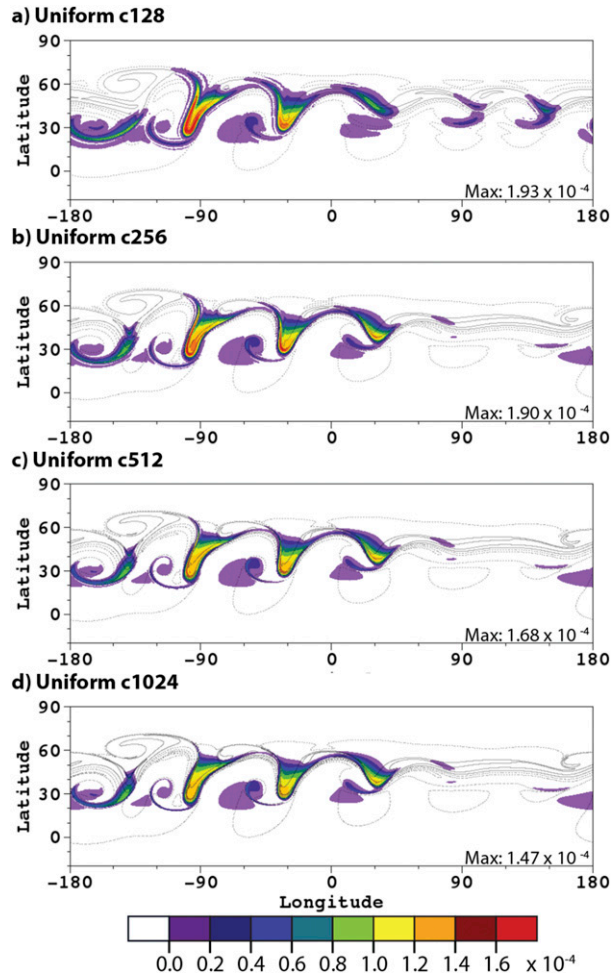 a) Uniform c128
90
60
30
0
Latitude
-180 -90 0 90 180
Max: 1.93 x 10 -4
b) Uniform c256
90
60
30
0
Latitude
-180 -90 0 90 180
Max: 1.90 x 10 -4
c) Uniform c512
90
60
30
0
Latitude
-180 -90 0 90 180
Max: 1.68 x 10 -4
d) Uniform c1024
90
60
30
0
Latitude
-180 -90 0 90 180
Max: 1.47 x 10 -4
Longitude
0.0 0.2 0.4 0.6 0.8 1.0 1.2 1.4 1.6 x 10 -4